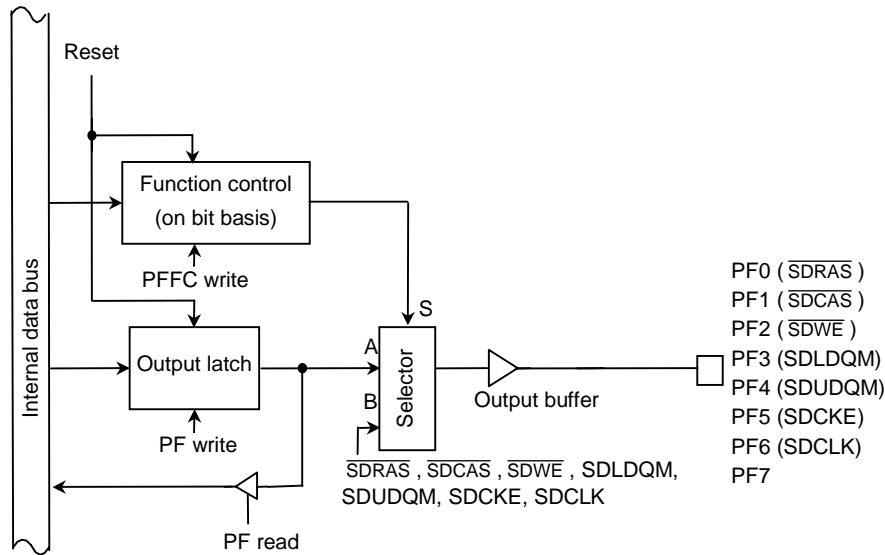 Reset
Internal data bus
Function control
(on bit basis)
PFFC write
Output latch
PF write
PF read
S
A
B
Selector
Output buffer
SDRAS , SDCAS , SDWE , SDLDQM,
SDUDQM, SDCKE, SDCLK
PF0 ( SDRAS )
PF1 ( SDCAS )
PF2 ( SDWE )
PF3 (SDLDQM)
PF4 (SDUDQM)
PF5 (SDCKE)
PF6 (SDCLK)
PF7